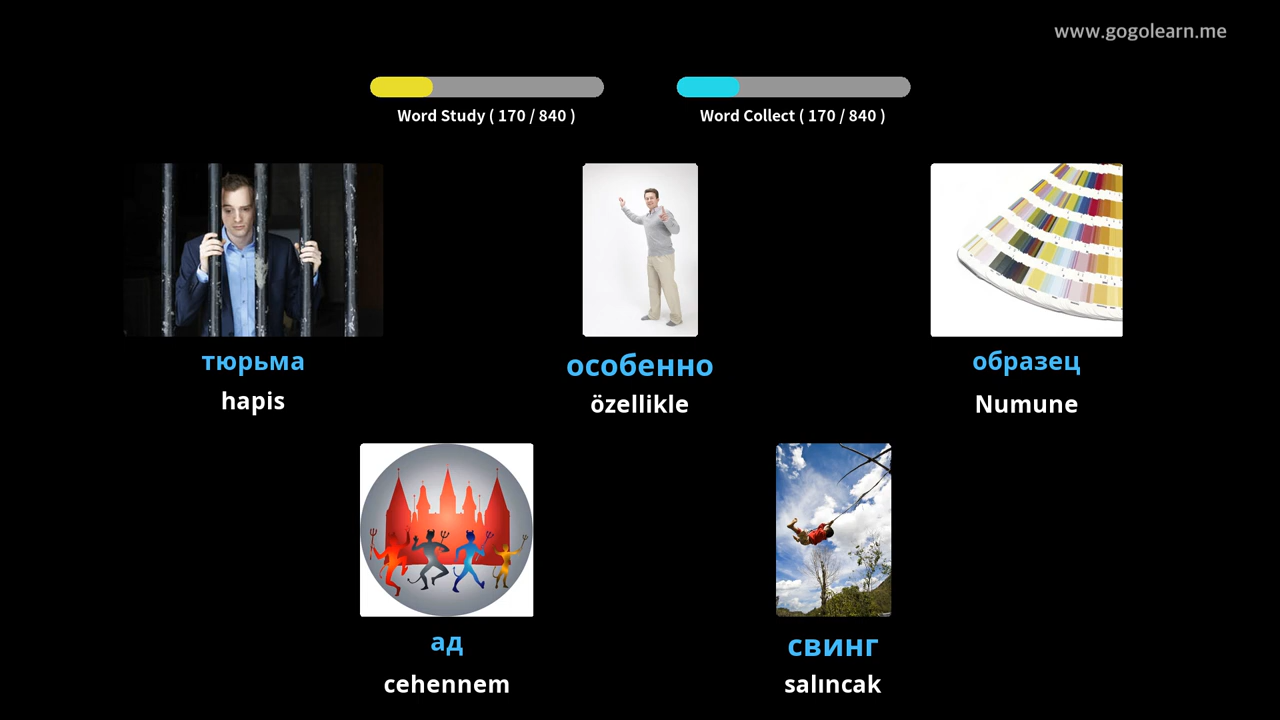 www.gogolearn.me
Word Study ( 170 / 840 )
Word Collect ( 170 / 840 )
тюрьма
hapis
особенно
özellikle
образец
Numune
ад
cehennem
свинг
salıncak